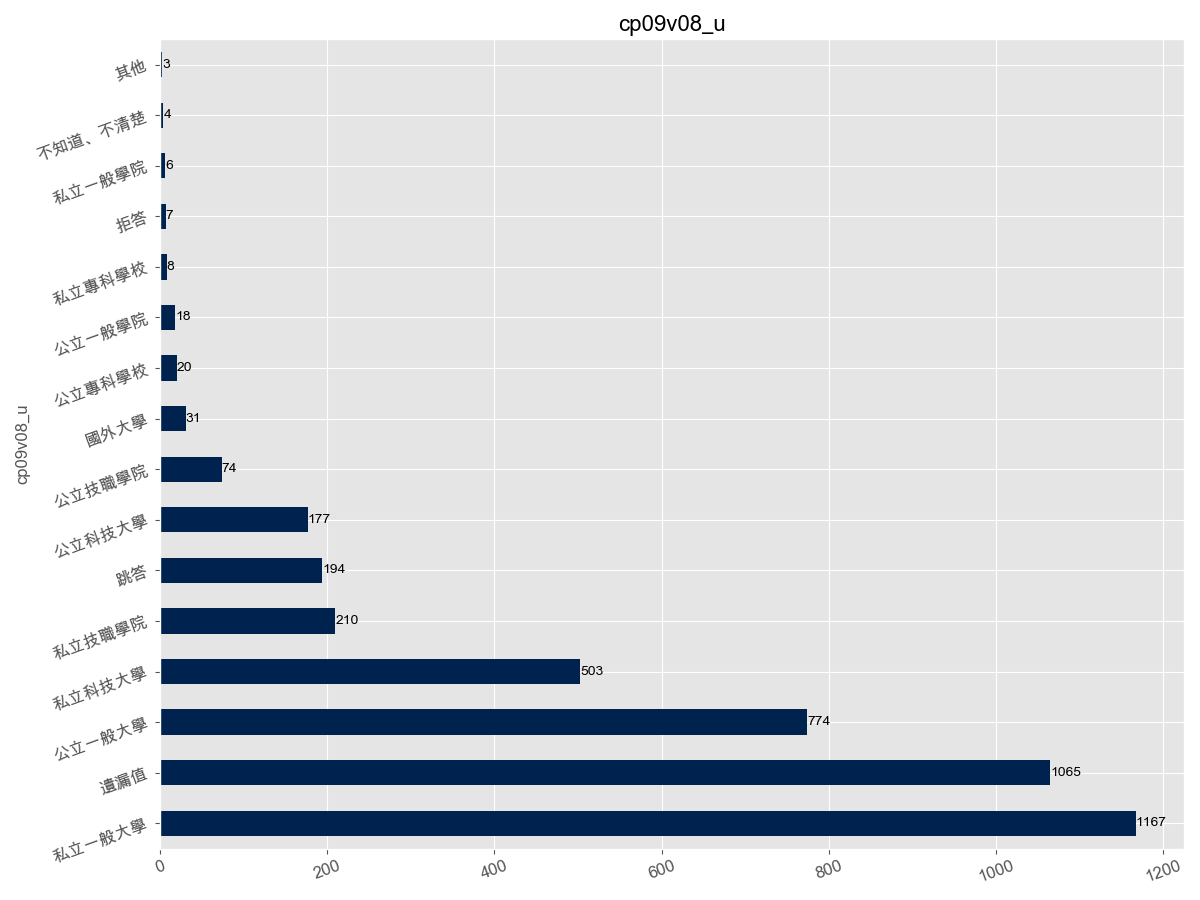 cp09v08_u
其他
3
不知道、不清楚
4
私立一般學院
6
拒答
7
私立專科學校
8
公立一般學院
18
公立專科學校
20
國外大學
31
公立技職學院
74
公立科技大學
177
跳答
194
私立技職學院
210
私立科技大學
503
公立一般大學
774
遺漏值
1065
私立一般大學
1167
cp09v08_u
0
200
400
600
800
1000
1200